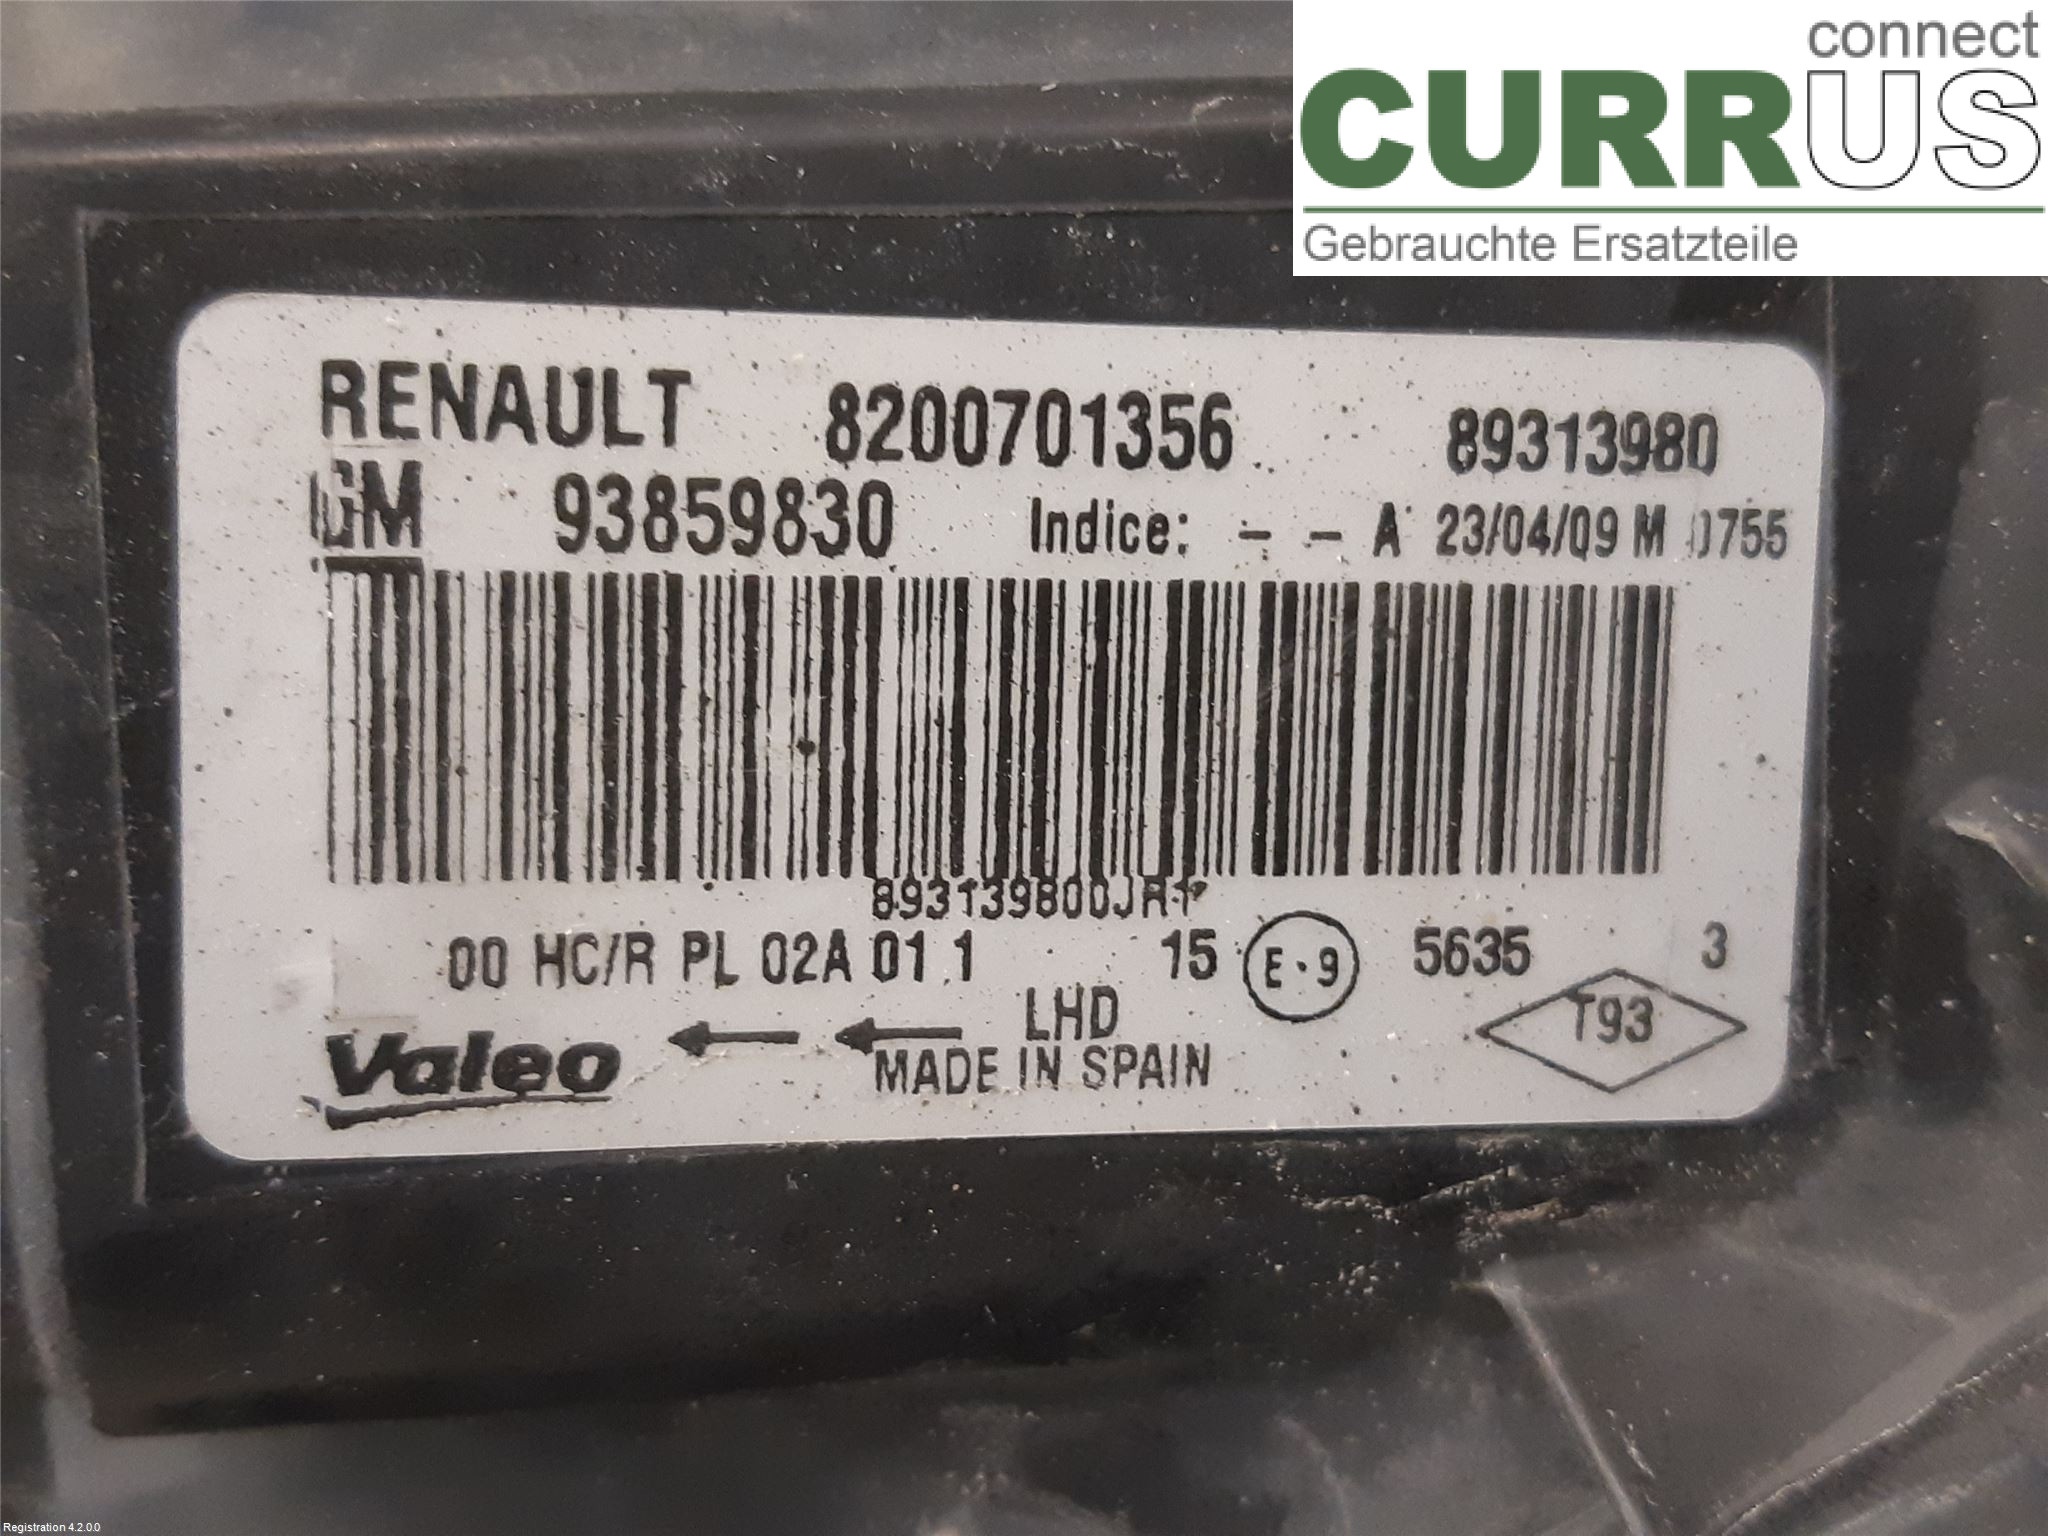 connect
CURRUS
Gebrauchte Ersatzteile
RENAULT 8200701356 89313980
GM 93859830 Indice: - - A 23/04/09 M 0755
893139800JR1
00 HC/R PL 02A 01 1 15 E9 5635 3
T93
LHD
Valeo
MADE IN SPAIN
Registration 4.2.0.0